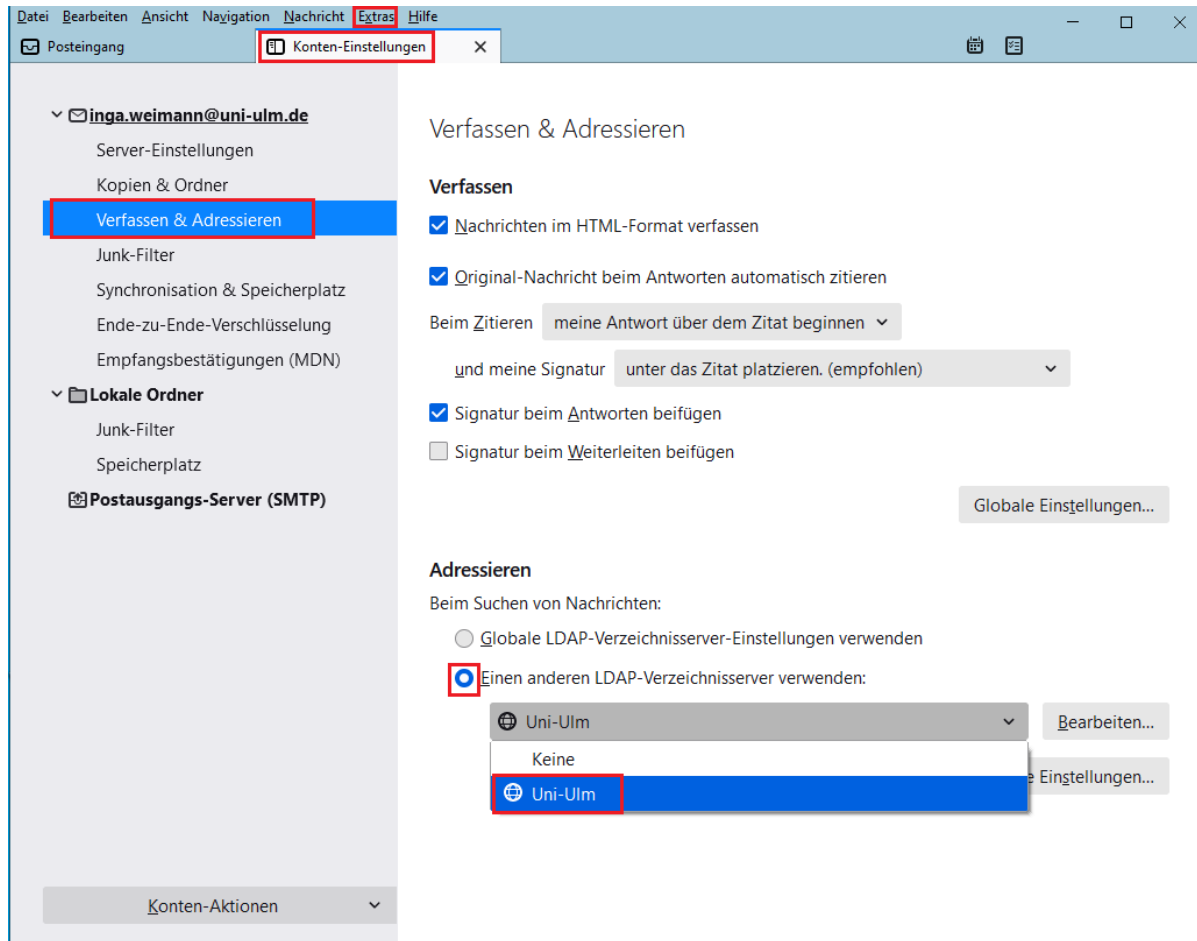 Datei Bearbeiten Ansicht Navigation Nachricht Extras Hilfe
Posteingang Konten-Einstellungen
inga.weimann@uni-ulm.de
Server-Einstellungen
Kopien & Ordner
Verfassen & Adressieren
Junk-Filter
Synchronisation & Speicherplatz
Ende-zu-Ende-Verschlüsselung
Empfangsbestätigungen (MDN)
Lokale Ordner
Junk-Filter
Speicherplatz
Postausgangs-Server (SMTP)
Konten-Aktionen
Verfassen & Adressieren
Verfassen
Nachrichten im HTML-Format verfassen
Original-Nachricht beim Antworten automatisch zitieren
Beim Zitieren meine Antwort über dem Zitat beginnen
und meine Signatur unter das Zitat platzieren. (empfohlen)
Signatur beim Antworten beifügen
Signatur beim Weiterleiten beifügen
Globale Einstellungen...
Adressieren
Beim Suchen von Nachrichten:
Globale LDAP-Verzeichnisserver-Einstellungen verwenden
Einen anderen LDAP-Verzeichnisserver verwenden:
Uni-Ulm Bearbeiten...
Keine
Uni-Ulm
Einstellungen...